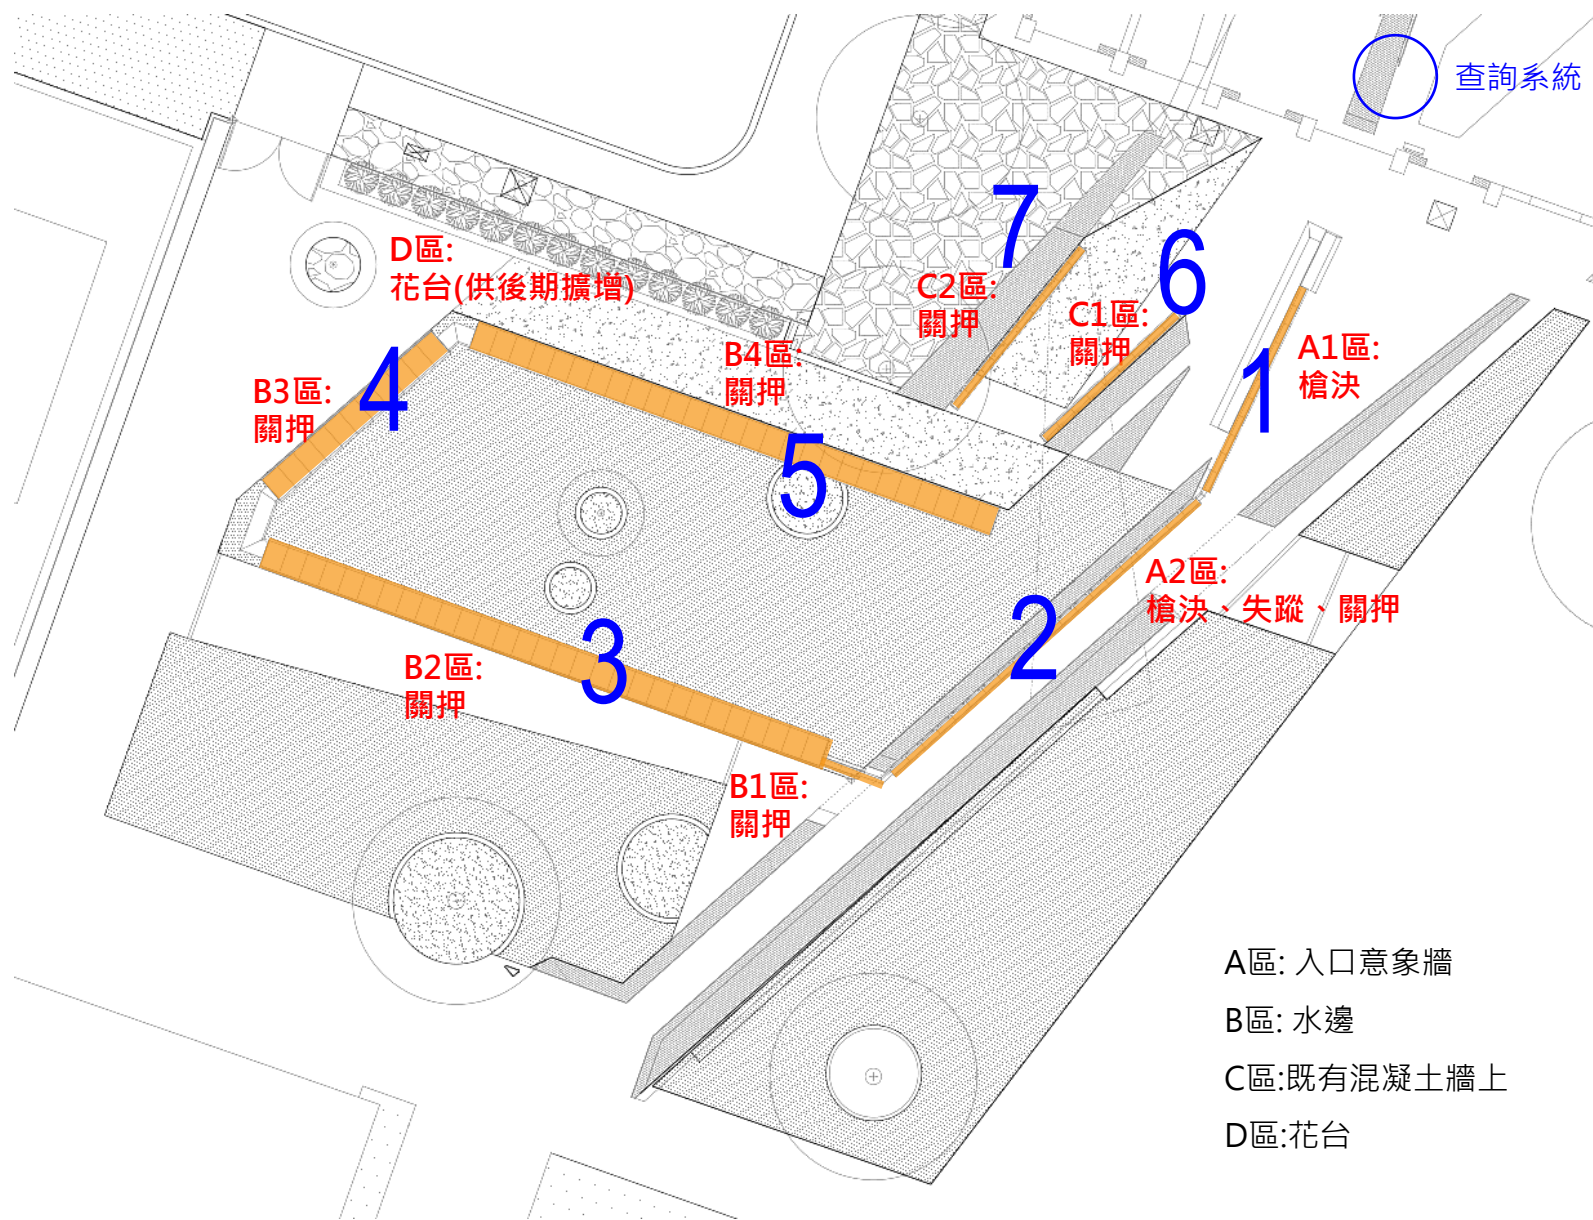 查詢系統
7
6
D區:
花台(供後期擴增)
C2區:
關押
C1區:
關押
1
A1區:
槍決
B4區:
關押
4
B3區:
關押
5
A2區:
槍決、失蹤、關押
2
3
B2區:
關押
B1區:
關押
A區: 入口意象牆
B區: 水邊
C區:既有混凝土牆上
D區:花台